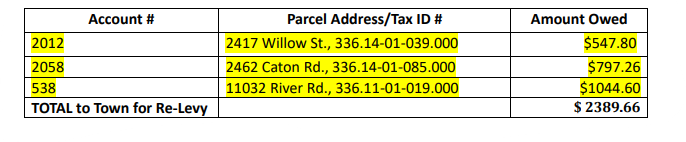 Account # Parcel Address/Tax ID # Amount Owed
2012 2417 Willow St., 336.14-01-039.000 $547.80
2058 2462 Caton Rd., 336.14-01-085.000 $797.26
538 11032 River Rd., 336.11-01-019.000 $1044.60
TOTAL to Town for Re-Levy $ 2389.66